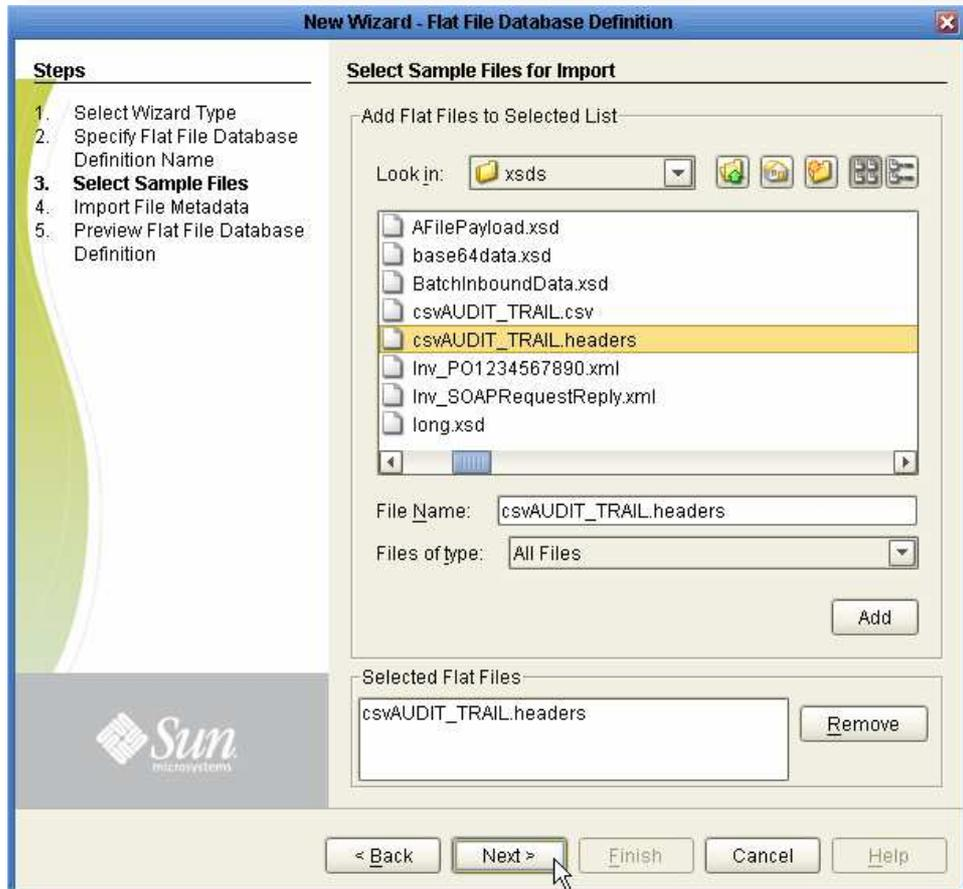 New Wizard - Flat File Database Definition
Steps
1. Select Wizard Type
2. Specify Flat File Database
Definition Name
3. Select Sample Files
4. Import File Metadata
5. Preview Flat File Database
Definition
Sun
microsystems
Select Sample Files for Import
Add Flat Files to Selected List
Look in: xsds
AFilePayload.xsd
base64data.xsd
BatchInboundData.xsd
csvAUDIT_TRAIL.csv
csvAUDIT_TRAIL.headers
Inv_PO1234567890.xml
Inv_SOAPRequestReply.xml
long.xsd
File Name: csvAUDIT_TRAIL.headers
Files of type: All Files
Add
Selected Flat Files
csvAUDIT_TRAIL.headers
Remove
< Back Next > Finish Cancel Help